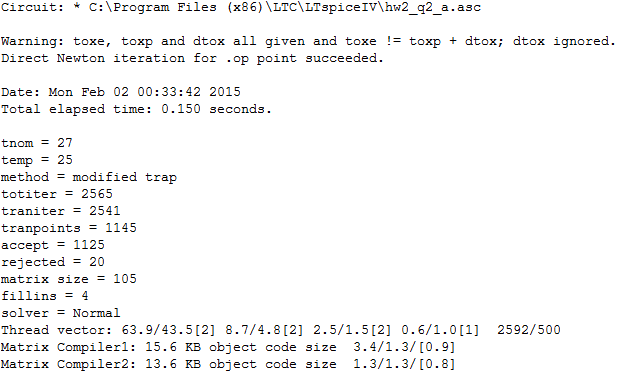 Circuit: * C:\Program Files (x86)\LTC\LTspiceIV\hw2_q2_a.asc
Warning: toxe, toxp and dtox all given and toxe != toxp + dtox; dtox ignored.
Direct Newton iteration for .op point succeeded.
Date: Mon Feb 02 00:33:42 2015
Total elapsed time: 0.150 seconds.
tnom = 27
temp = 25
method = modified trap
totiter = 2565
traniter = 2541
tranpoints = 1145
accept = 1125
rejected = 20
matrix size = 105
fillins = 4
solver = Normal
Thread vector: 63.9/43.5[2] 8.7/4.8[2] 2.5/1.5[2] 0.6/1.0[1]  2592/500
Matrix Compiler1: 15.6 KB object code size  3.4/1.3/[0.9]
Matrix Compiler2: 13.6 KB object code size  1.3/1.3/[0.8]